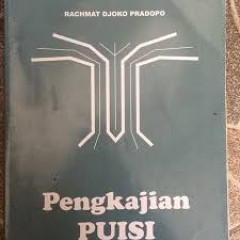 RACHMAT DJOKO PRADOPO
Pengkajian
PUISI